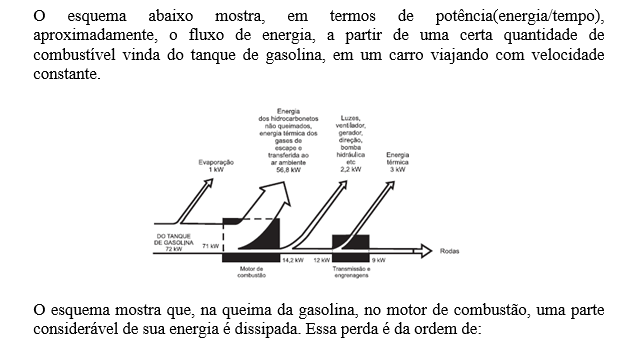 O esquema abaixo mostra, em termos de potência(energia/tempo),
aproximadamente, o fluxo de energia, a partir de uma certa quantidade de
combustível vinda do tanque de gasolina, em um carro viajando com velocidade
constante.
Energia
dos hidrocarbonetos
não queimados,
energia térmica dos
gases de
escape e
transferida ao
ar ambiente
56,8 kW
Luzes,
ventilador,
gerador,
direção,
bomba
hidráulica
etc
2,2 kW
Energia
térmica
3 kW
Evaporação
1 kW
DO TANQUE
DE GASOLINA
72 kW
71 kW
Motor de
combustão
14,2 kW
12 kW
Transmissão e
engrenagens
9 kW
Rodas
O esquema mostra que, na queima da gasolina, no motor de combustão, uma parte
considerável de sua energia é dissipada. Essa perda é da ordem de: